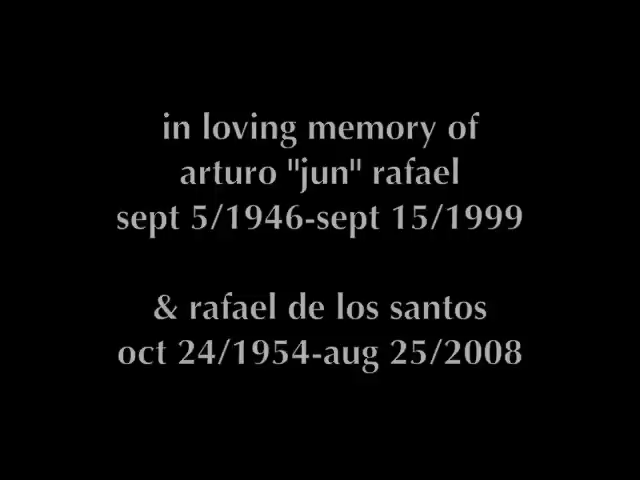 in loving memory of
arturo "jun" rafael
sept 5/1946-sept 15/1999
& rafael de los santos
oct 24/1954-aug 25/2008